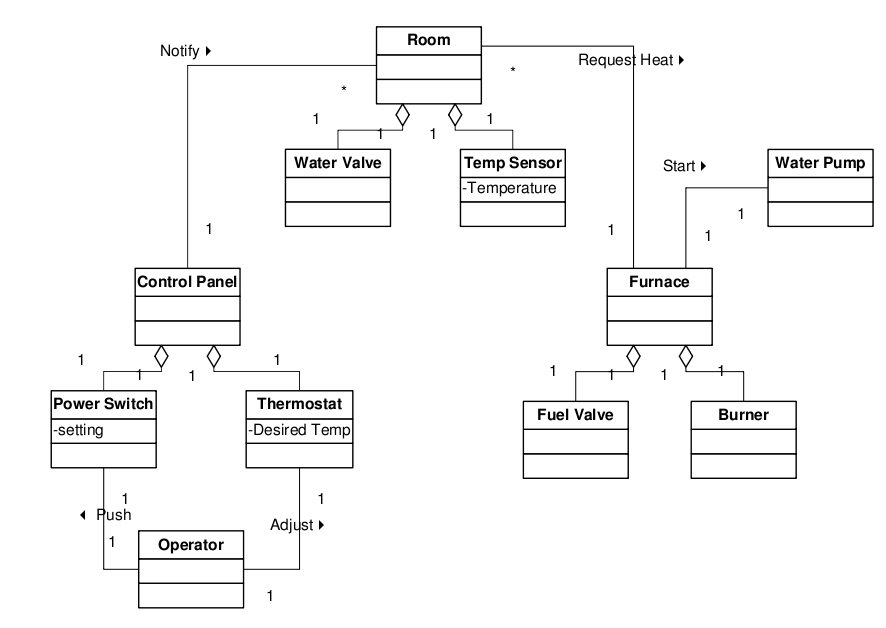 Room
Notify
Request Heat
*
*
1
1
1
1
Water Valve
Temp Sensor
-Temperature
Start
Water Pump
1
1
1
1
Control Panel
Furnace
1
1
1
1
1
1
1
1
Power Switch
-setting
Thermostat
-Desired Temp
Fuel Valve
Burner
1
1
Push
Adjust
1
Operator
1